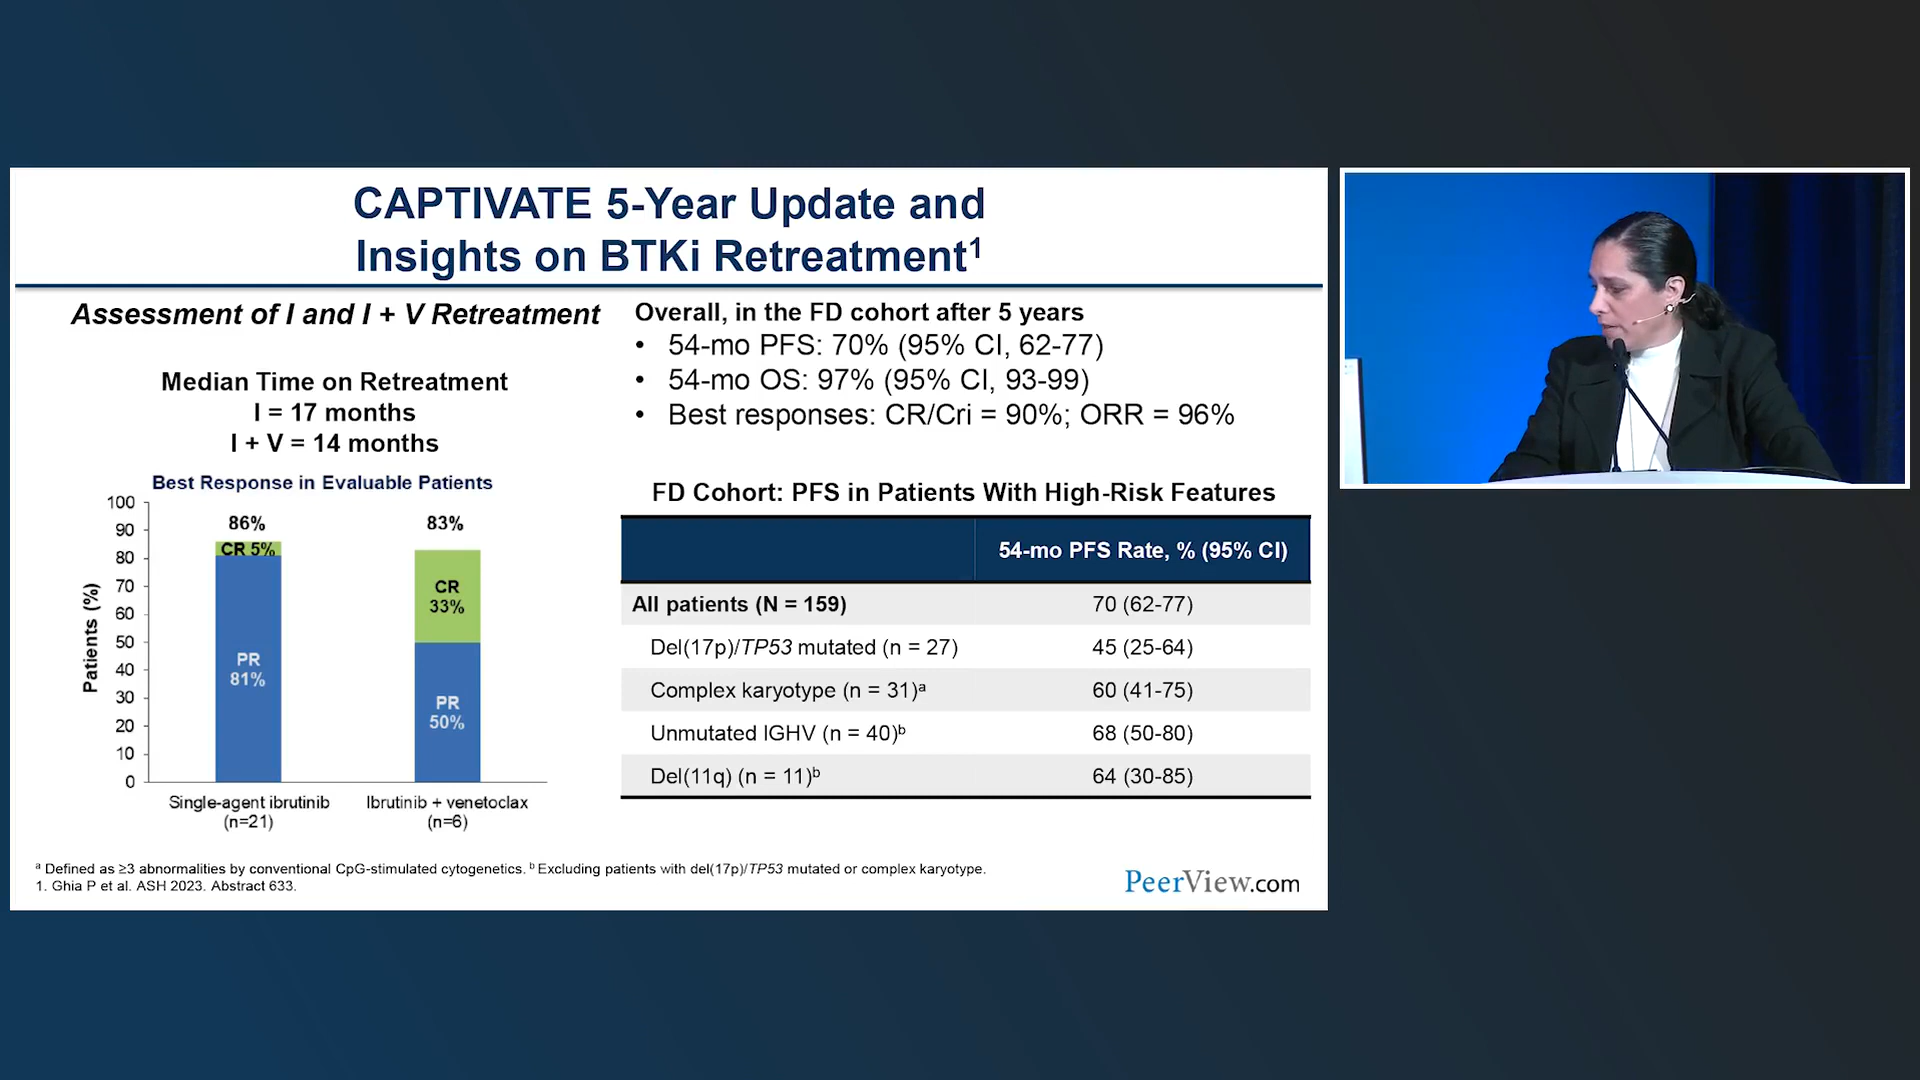 CAPTIVATE 5-Year Update and
Insights on BTKi Retreatment1
Assessment of I and I + V Retreatment
Median Time on Retreatment
I = 17 months
I + V = 14 months
Best Response in Evaluable Patients
Patients (%)
100
90
80
70
60
50
40
30
20
10
0
86%
CR 5%
PR
81%
83%
CR
33%
PR
50%
Single-agent ibrutinib
(n=21)
Ibrutinib + venetoclax
(n=6)
Overall, in the FD cohort after 5 years
• 54-mo PFS: 70% (95% CI, 62-77)
• 54-mo OS: 97% (95% CI, 93-99)
• Best responses: CR/Cri = 90%; ORR = 96%
FD Cohort: PFS in Patients With High-Risk Features
54-mo PFS Rate, % (95% CI)
All patients (N = 159) 70 (62-77)
Del(17p)/TP53 mutated (n = 27) 45 (25-64)
Complex karyotype (n = 31)a 60 (41-75)
Unmutated IGHV (n = 40)b 68 (50-80)
Del(11q) (n = 11)b 64 (30-85)
a Defined as ≥3 abnormalities by conventional CpG-stimulated cytogenetics. b Excluding patients with del(17p)/TP53 mutated or complex karyotype.
1. Ghia P et al. ASH 2023. Abstract 633.
PeerView.com